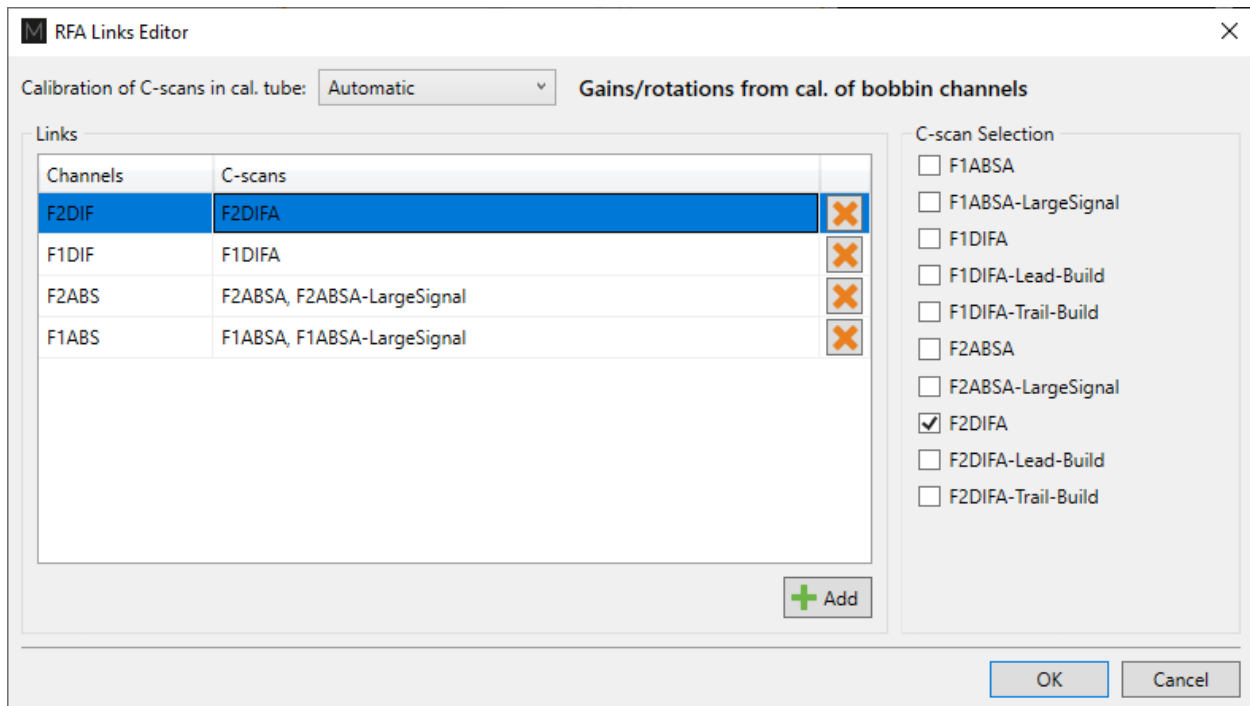 M RFA Links Editor
Calibration of C-scans in cal. tube: Automatic Gains/rotations from cal. of bobbin channels
Links
Channels C-scans
F2DIF F2DIFA
F1DIF F1DIFA
F2ABS F2ABSA, F2ABSA-LargeSignal
F1ABS F1ABSA, F1ABSA-LargeSignal
Add
C-scan Selection
F1ABSA
F1ABSA-LargeSignal
F1DIFA
F1DIFA-Lead-Build
F1DIFA-Trail-Build
F2ABSA
F2ABSA-LargeSignal
F2DIFA
F2DIFA-Lead-Build
F2DIFA-Trail-Build
OK Cancel